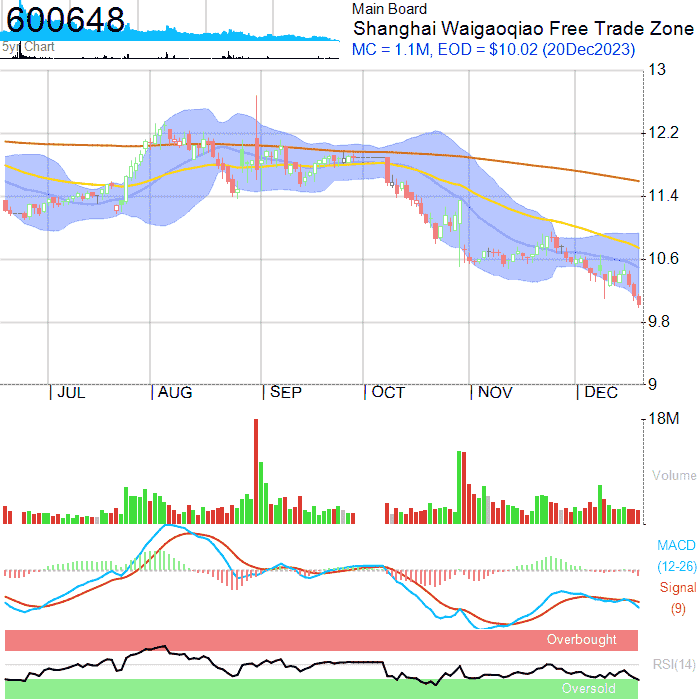 600648
5yr Chart
Main Board
Shanghai Waigaoqiao Free Trade Zone
MC = 1.1M, EOD = $10.02 (20Dec2023)
13
12.2
11.4
10.6
9.8
9
JUL
AUG
SEP
OCT
NOV
DEC
18M
Volume
MACD
(12-26)
Signal
(9)
Overbought
RSI(14)
Oversold